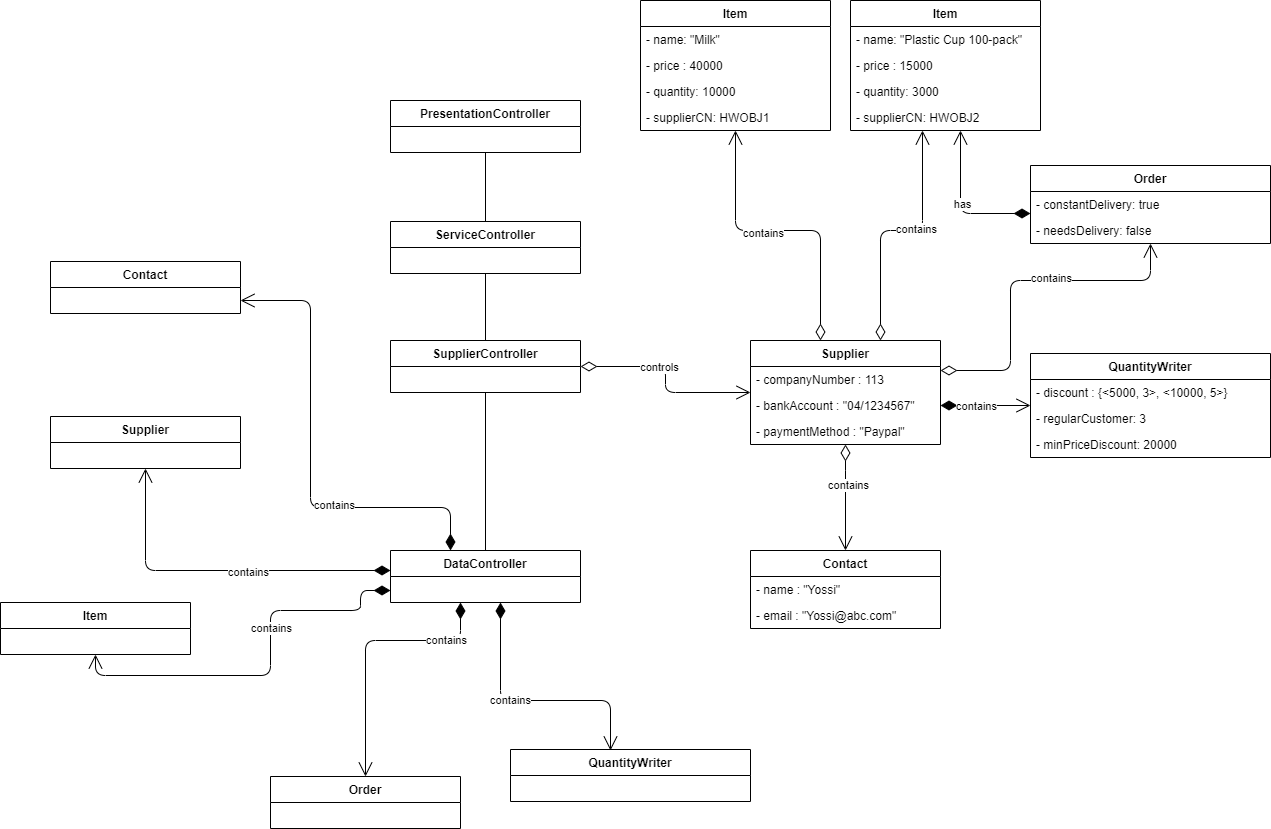 Item
- name: "Milk"
- price : 40000
- quantity: 10000
- supplierCN: HWOBJ1
Item
- name: "Plastic Cup 100-pack"
- price : 15000
- quantity: 3000
- supplierCN: HWOBJ2
PresentationController
Order
- constantDelivery: true
- needsDelivery: false
has
contains
contains
ServiceController
Contact
contains
SupplierController
controls
Supplier
- companyNumber : 113
- bankAccount : "04/1234567"
- paymentMethod : "Paypal"
contains
QuantityWriter
- discount : {<5000, 3>, <10000, 5>}
- regularCustomer: 3
- minPriceDiscount: 20000
Supplier
contains
contains
DataController
Contact
- name : "Yossi"
- email : "Yossi@abc.com"
contains
Item
contains
contains
contains
QuantityWriter
Order